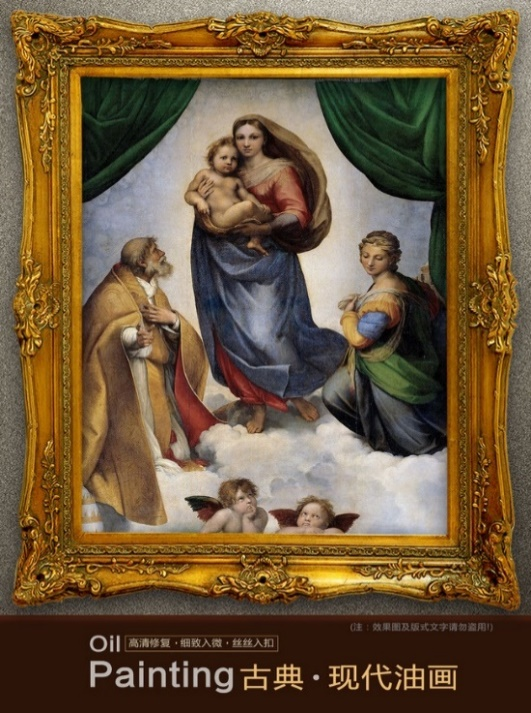 (注：效果图及版式文字请勿盗用!)
Oil 高清修复·细致入微，丝丝入扣
Painting 古典·现代油画